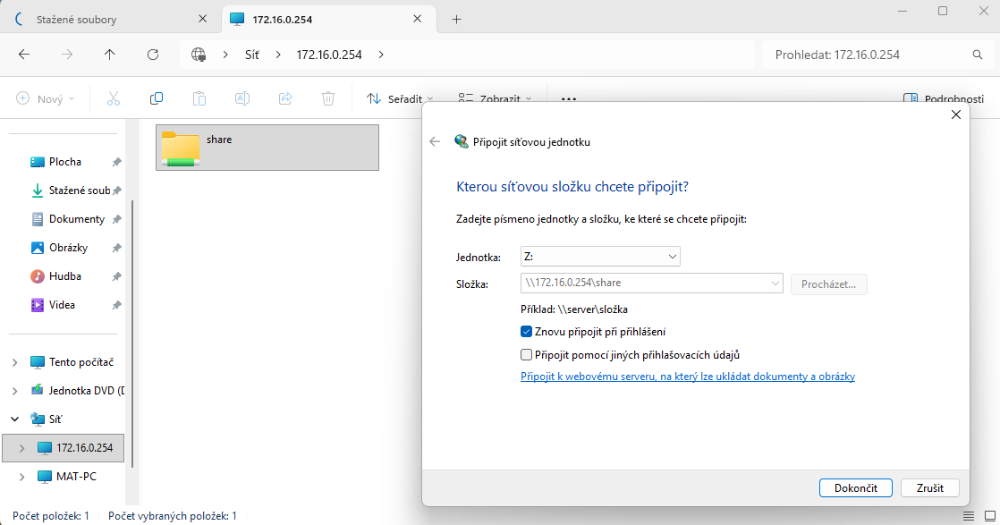 Stažené soubory
172.16.0.254
Síť
172.16.0.254
Prohledat: 172.16.0.254
Nový
Seřadit
Zobrazit
Podrobnosti
Plocha
Stažené soub
Dokumenty
Obrázky
Hudba
Videa
Tento počítač
Jednotka DVD (D
Síť
172.16.0.254
MAT-PC
share
Připojit síťovou jednotku
Kterou síťovou složku chcete připojit?
Zadejte písmeno jednotky a složku, ke které se chcete připojit:
Jednotka: Z:
Složka: \\172.16.0.254\share Procházet...
Příklad: \\server\složka
Znovu připojit při přihlášení
Připojit pomocí jiných přihlašovacích údajů
Připojit k webovému serveru, na který lze ukládat dokumenty a obrázky
Dokončit Zrušit
Počet položek: 1 Počet vybraných položek: 1